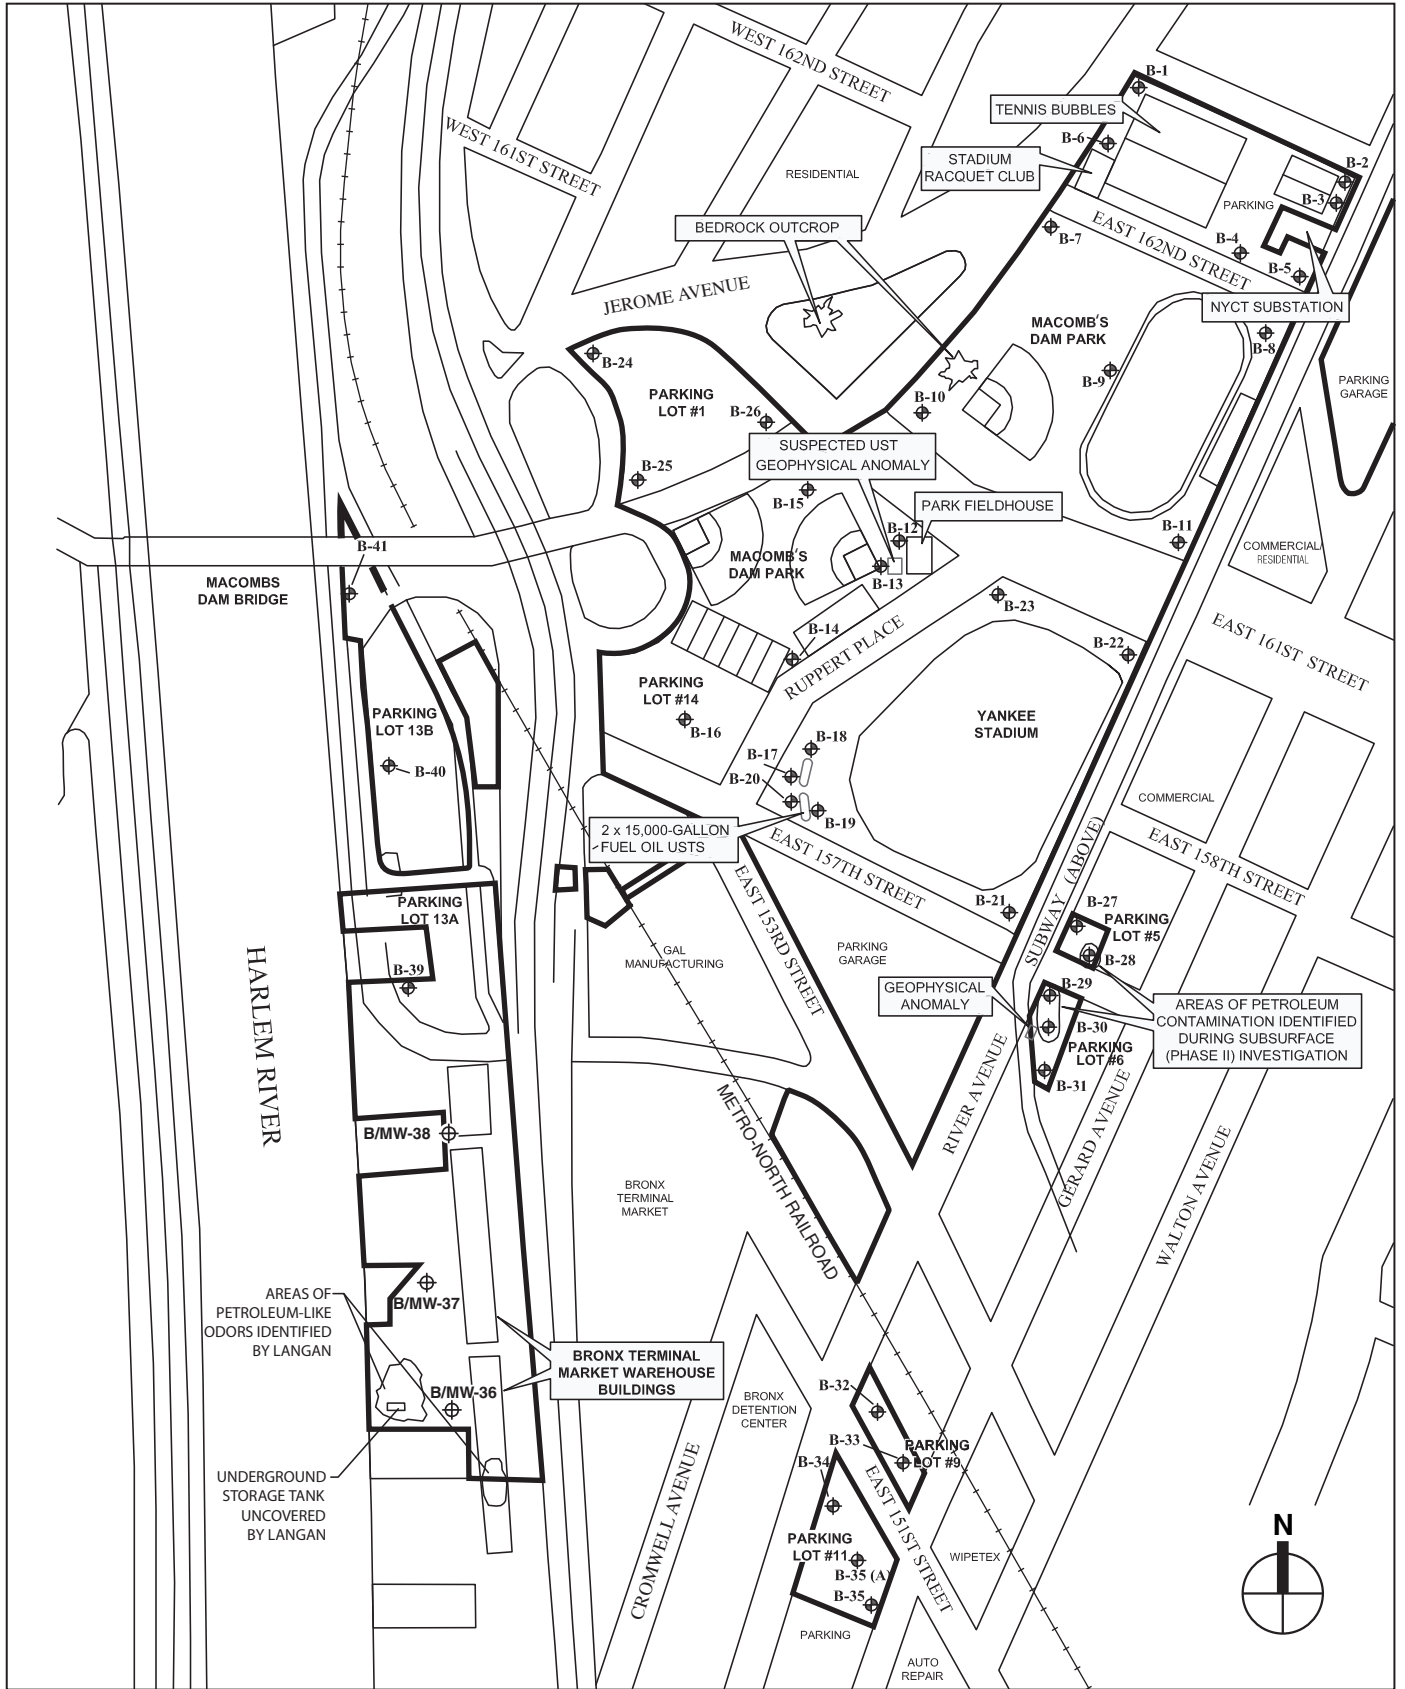 WEST 162ND STREET
B-1
TENNIS BUBBLES
WEST 161ST STREET
B-6
STADIUM
RACQUET CLUB
B-2
RESIDENTIAL
B-3
PARKING
BEDROCK OUTCROP
B-7
EAST 162ND STREET
B-4
B-5
JEROME AVENUE
NYCT SUBSTATION
MACOMB'S
DAM PARK
B-8
B-24
B-9
PARKING
GARAGE
PARKING
LOT #1
B-26
B-10
SUSPECTED UST
GEOPHYSICAL ANOMALY
B-25
B-15
PARK FIELDHOUSE
B-12
B-11
B-41
COMMERCIAL/
RESIDENTIAL
MACOMB'S
DAM PARK
B-13
MACOMBS
DAM BRIDGE
B-23
B-14
RUPPERT PLACE
B-22
EAST 161ST STREET
PARKING
LOT #14
B-16
PARKING
LOT 13B
YANKEE
STADIUM
B-18
B-17
B-40
B-20
COMMERCIAL
B-19
2 x 15,000-GALLON
FUEL OIL USTS
EAST 157TH STREET
EAST 158TH STREET
SUBWAY (ABOVE)
PARKING
LOT 13A
EAST 153RD STREET
B-21
B-27
PARKING
LOT #5
GAL
MANUFACTURING
PARKING
GARAGE
B-28
B-39
GEOPHYSICAL
ANOMALY
B-29
AREAS OF PETROLEUM
CONTAMINATION IDENTIFIED
DURING SUBSURFACE
(PHASE II) INVESTIGATION
B-30
PARKING
LOT #6
B-31
HARLEM RIVER
RIVER AVENUE
GERARD AVENUE
WALTON AVENUE
METRO-NORTH RAILROAD
B/MW-38
BRONX
TERMINAL
MARKET
B/MW-37
AREAS OF
PETROLEUM-LIKE
ODORS IDENTIFIED
BY LANGAN
BRONX TERMINAL
MARKET WAREHOUSE
BUILDINGS
B/MW-36
B-32
BRONX
DETENTION
CENTER
B-33
PARKING
LOT #9
B-34
UNDERGROUND
STORAGE TANK
UNCOVERED
BY LANGAN
CROMWELL AVENUE
EAST 151ST STREET
PARKING
LOT #11
B-35 (A)
B-35
WIPETEX
PARKING
AUTO
REPAIR
N